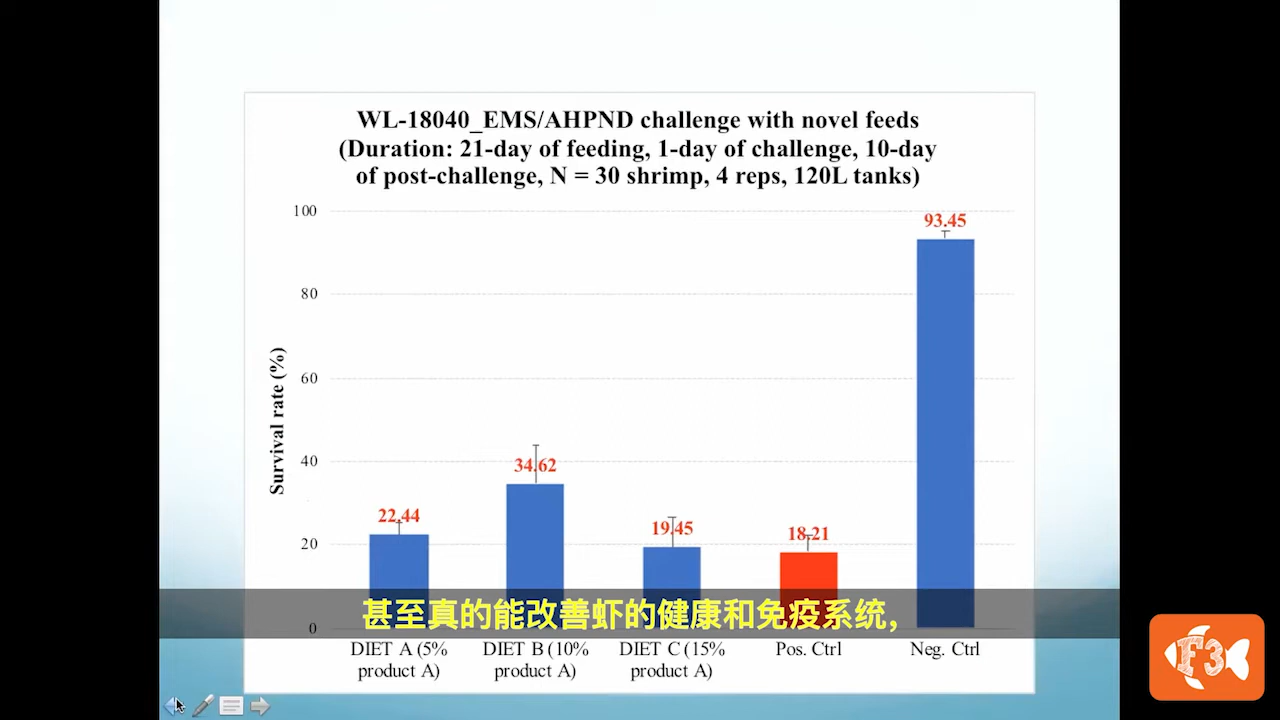 WL-18040_EMS/AHPND challenge with novel feeds
(Duration: 21-day of feeding, 1-day of challenge, 10-day
of post-challenge, N = 30 shrimp, 4 reps, 120L tanks)
Survival rate (%)
100
80
60
40
20
0
22.44
34.62
19.45
18.21
93.45
甚至真的能改善虾的健康和免疫系统,
DIET A (5%
product A)
DIET B (10%
product A)
DIET C (15%
product A)
Pos. Ctrl
Neg. Ctrl
F3